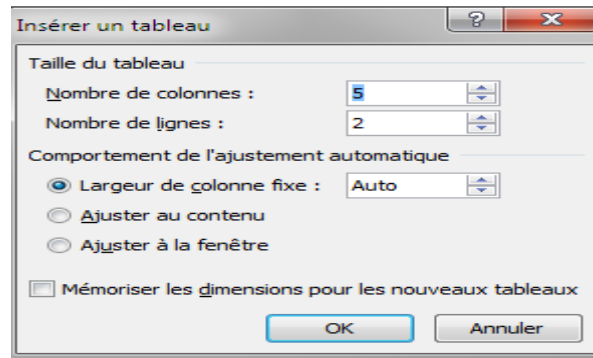 Insérer un tableau
Taille du tableau
Nombre de colonnes : 5
Nombre de lignes : 2
Comportement de l'ajustement automatique
Largeur de colonne fixe : Auto
Ajuster au contenu
Ajuster à la fenêtre
Mémoriser les dimensions pour les nouveaux tableaux
OK Annuler